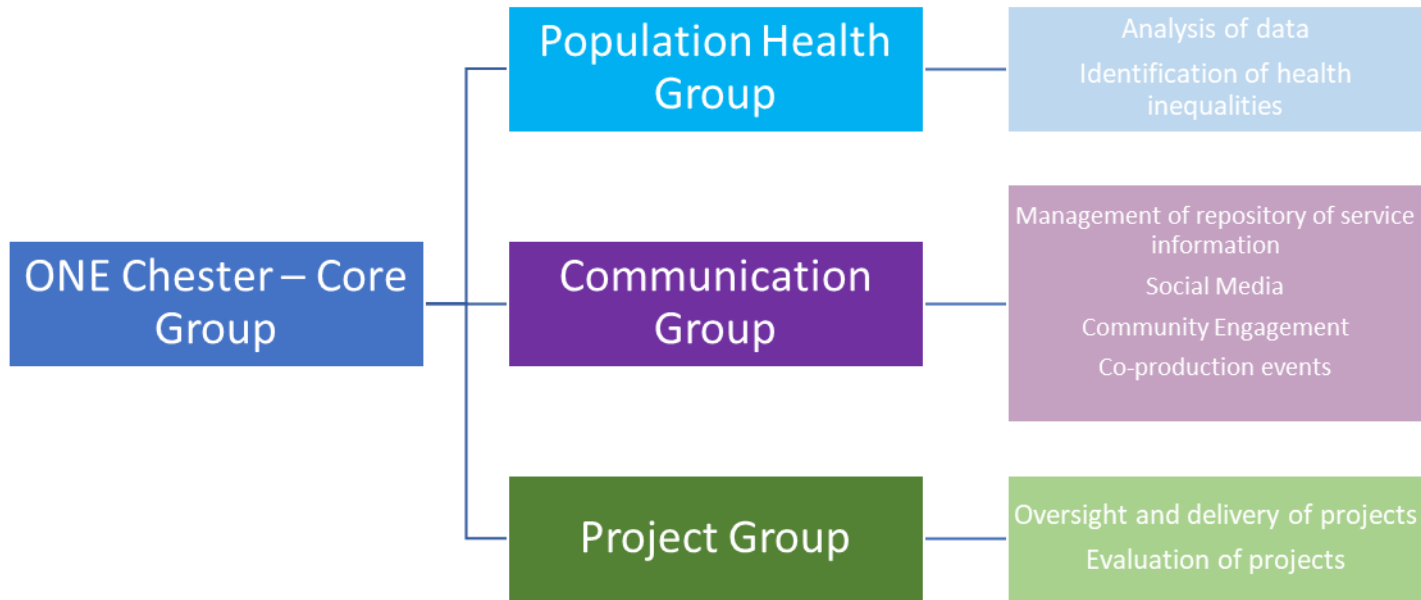 ONE Chester – Core
Group
Population Health
Group
Analysis of data
Identification of health
inequalities
Communication
Group
Management of repository of service
information
Social Media
Community Engagement
Co-production events
Project Group
Oversight and delivery of projects
Evaluation of projects